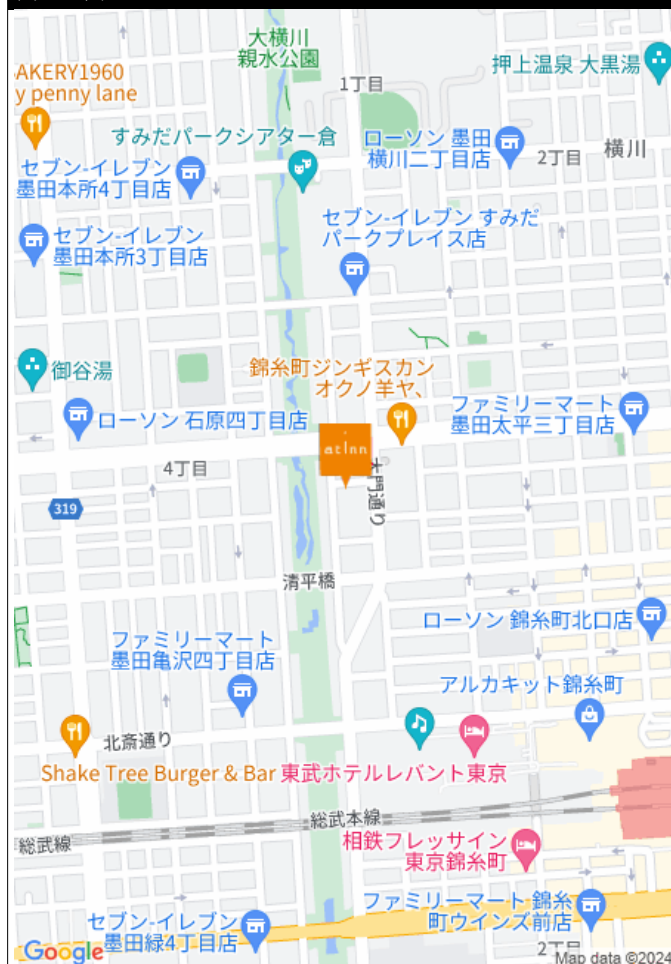 大横川
親水公園
AKERY1960
y penny lane
1丁目
押上温泉 大黒湯
すみだパークシアター倉
ローソン 墨田
横川二丁目店
2丁目
横川
セブン-イレブン
墨田本所4丁目店
セブン-イレブン すみだ
パークプレイス店
セブン-イレブン
墨田本所3丁目店
御谷湯
錦糸町ジンギスカン
オクノ羊ヤ、
ローソン 石原四丁目店
ファミリーマート
墨田太平三丁目店
atinn
4丁目
大門通り
319
清平橋
ローソン 錦糸町北口店
ファミリーマート
墨田亀沢四丁目店
アルカキット錦糸町
北斎通り
Shake Tree Burger & Bar
東武ホテルレバント東京
総武本線
総武線
相鉄フレッサイン
東京錦糸町
ファミリーマート 錦糸
町ウインズ前店
セブン-イレブン
墨田緑4丁目店
2丁目
Google
Map data ©2024